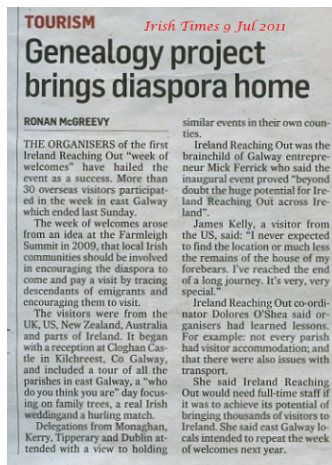 TOURISM
Irish Times 9 Jul 2011
Genealogy project
brings diaspora home
RONAN McGREEVY
THE ORGANISERS of the first
Ireland Reaching Out “week of
welcomes” have hailed the
event as a success. More than
30 overseas visitors participat-
ed in the week in east Galway
which ended last Sunday.
The week of welcomes arose
from an idea at the Farmleigh
Summit in 2009, that local Irish
communities should be involved
in encouraging the diaspora to
come and pay a visit by tracing
descendants of emigrants and
encouraging them to visit.
The visitors were from the
UK, US, New Zealand, Australia
and parts of Ireland. It began
with a reception at Cloghan Cas-
tle in Kilchreest, Co Galway,
and included a tour of all the
parishes in east Galway, a “who
do you think you are” day focus-
ing on family trees, a real Irish
weddingand a hurling match.
Delegations from Monaghan,
Kerry, Tipperary and Dublin at-
tended with a view to holding
similar events in their own coun-
ties.
Ireland Reaching Out was the
brainchild of Galway entrepre-
neur Mick Ferrick who said the
inaugural event proved “beyond
doubt the huge potential for Ire-
land Reaching Out across Ire-
land”.
James Kelly, a visitor from
the US, said: “I never expected
to find the location or much less
the remains of the house of my
forebears. I’ve reached the end
of a long journey. It’s very, very
special.”
Ireland Reaching Out co-ordi-
nator Dolores O’Shea said or-
ganisers had learned lessons.
For example: not every parish
had visitor accommodation; and
that there were also issues with
transport.
She said Ireland Reaching
Out would need full-time staff if
it was to achieve its potential of
bringing thousands of visitors to
Ireland. She said east Galway lo-
cals intended to repeat the week
of welcomes next year.